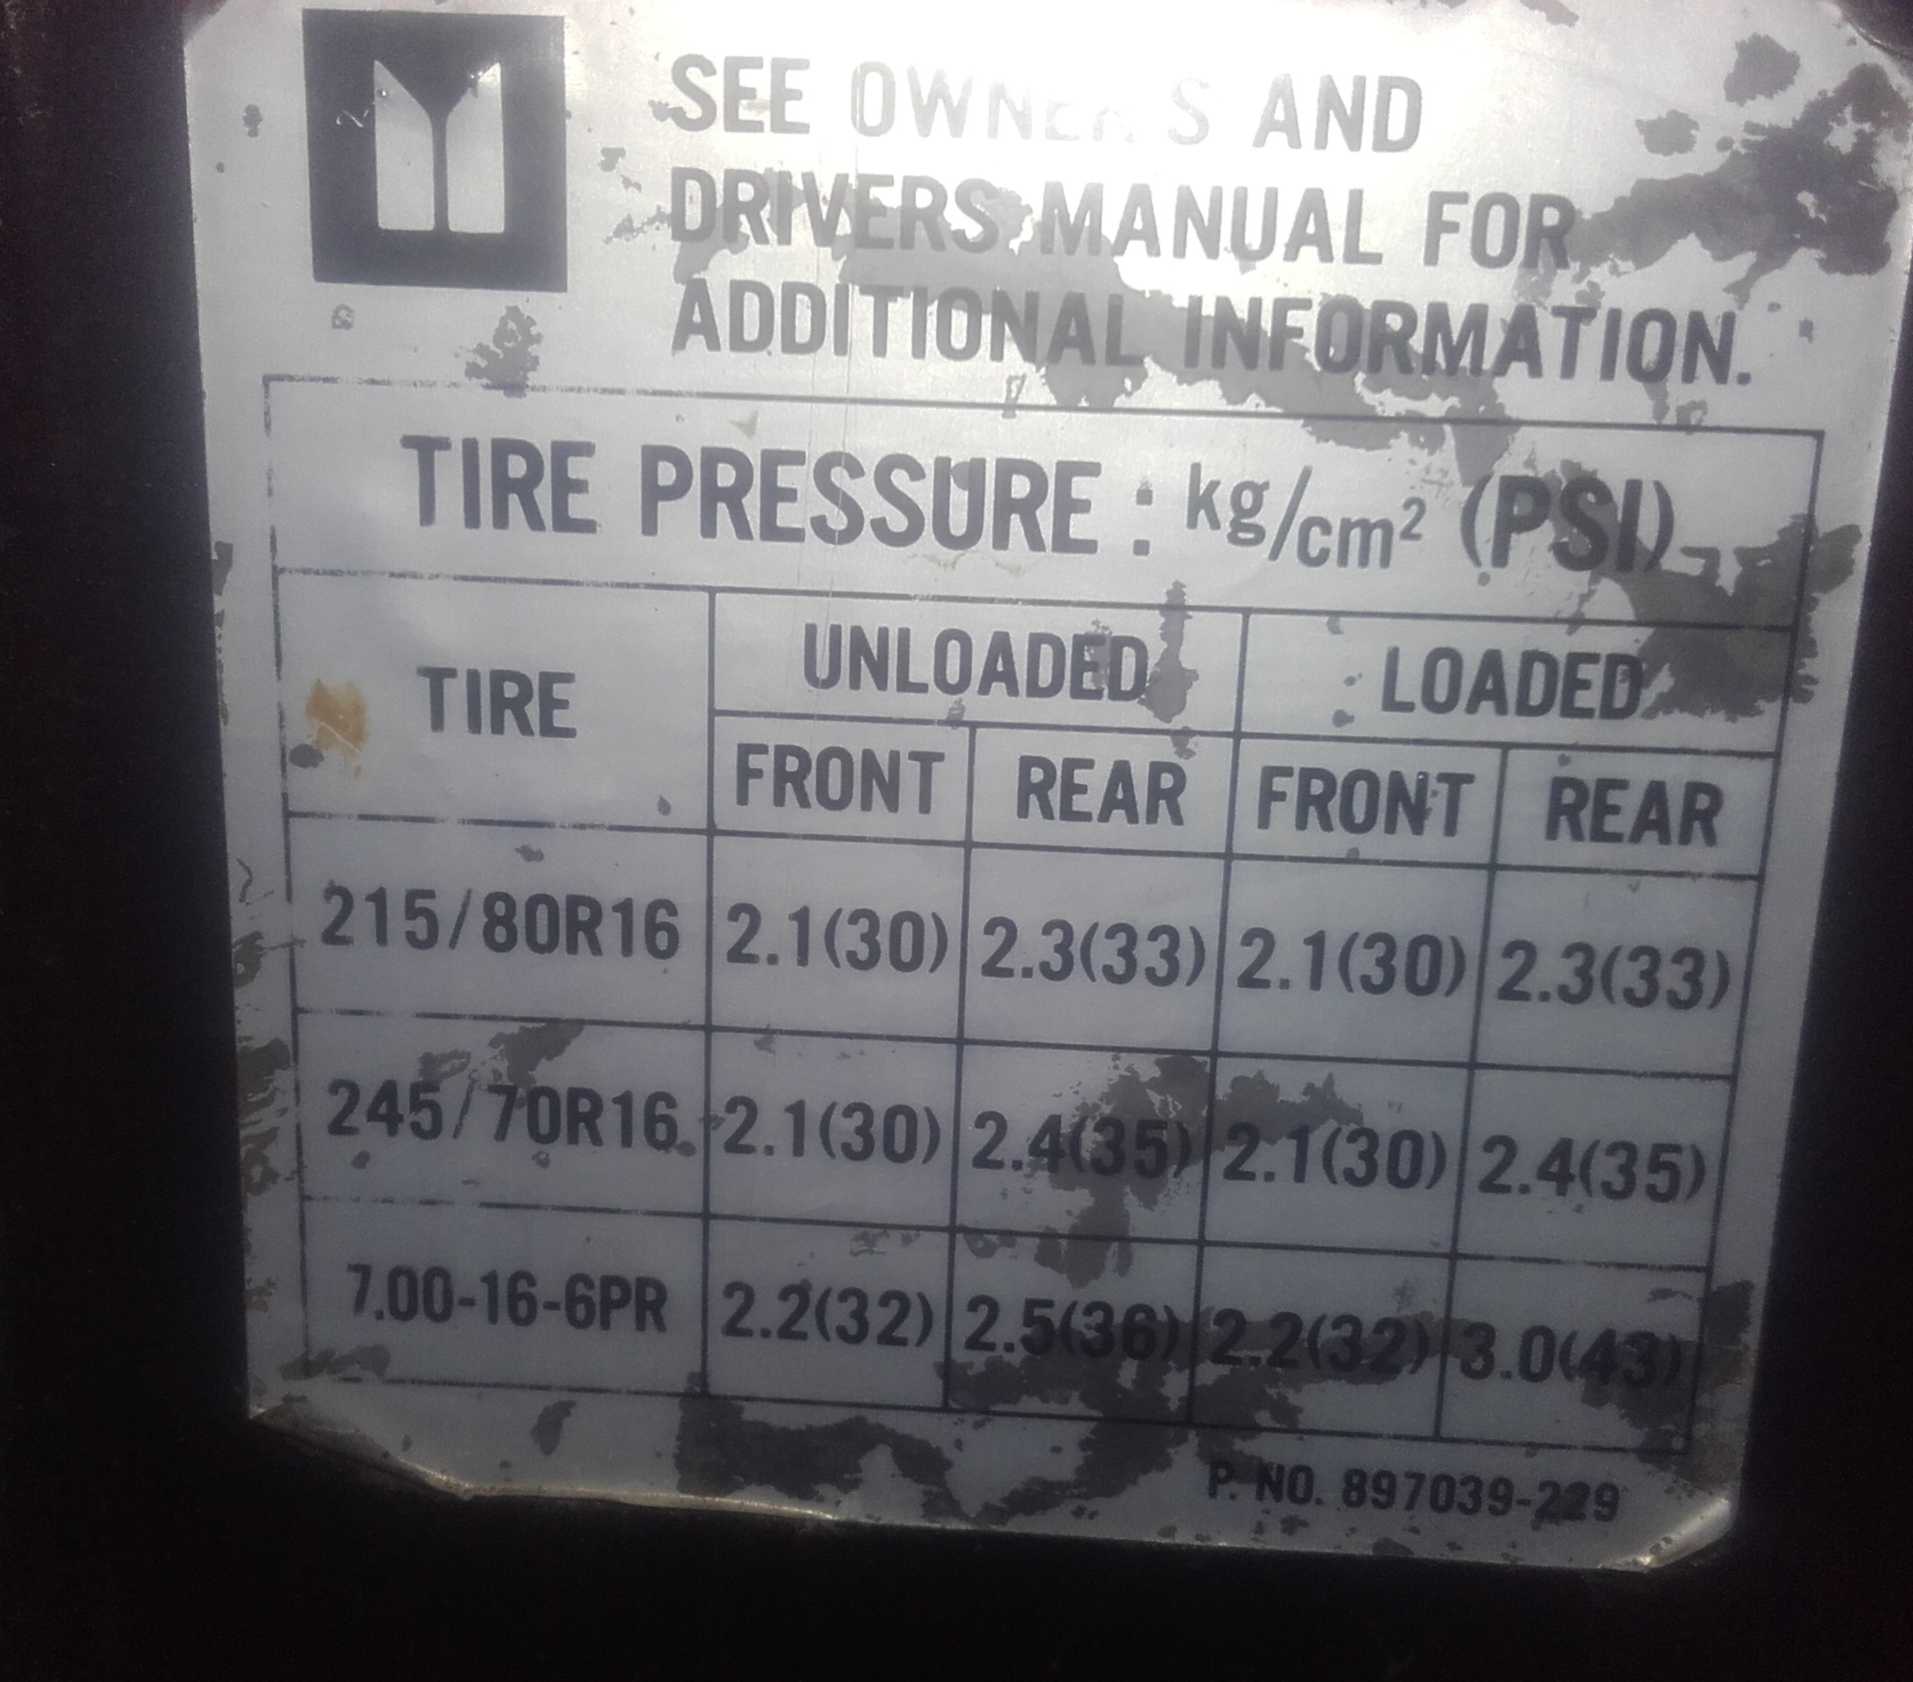 SEE OWNER'S AND
DRIVERS MANUAL FOR
ADDITIONAL INFORMATION.
TIRE PRESSURE : kg/cm² (PSI)
TIRE UNLOADED LOADED
FRONT REAR FRONT REAR
215/80R16 2.1(30) 2.3(33) 2.1(30) 2.3(33)
245/70R16 2.1(30) 2.4(35) 2.1(30) 2.4(35)
7.00-16-6PR 2.2(32) 2.5(36) 2.2(32) 3.0(43)
P. NO. 897039-229